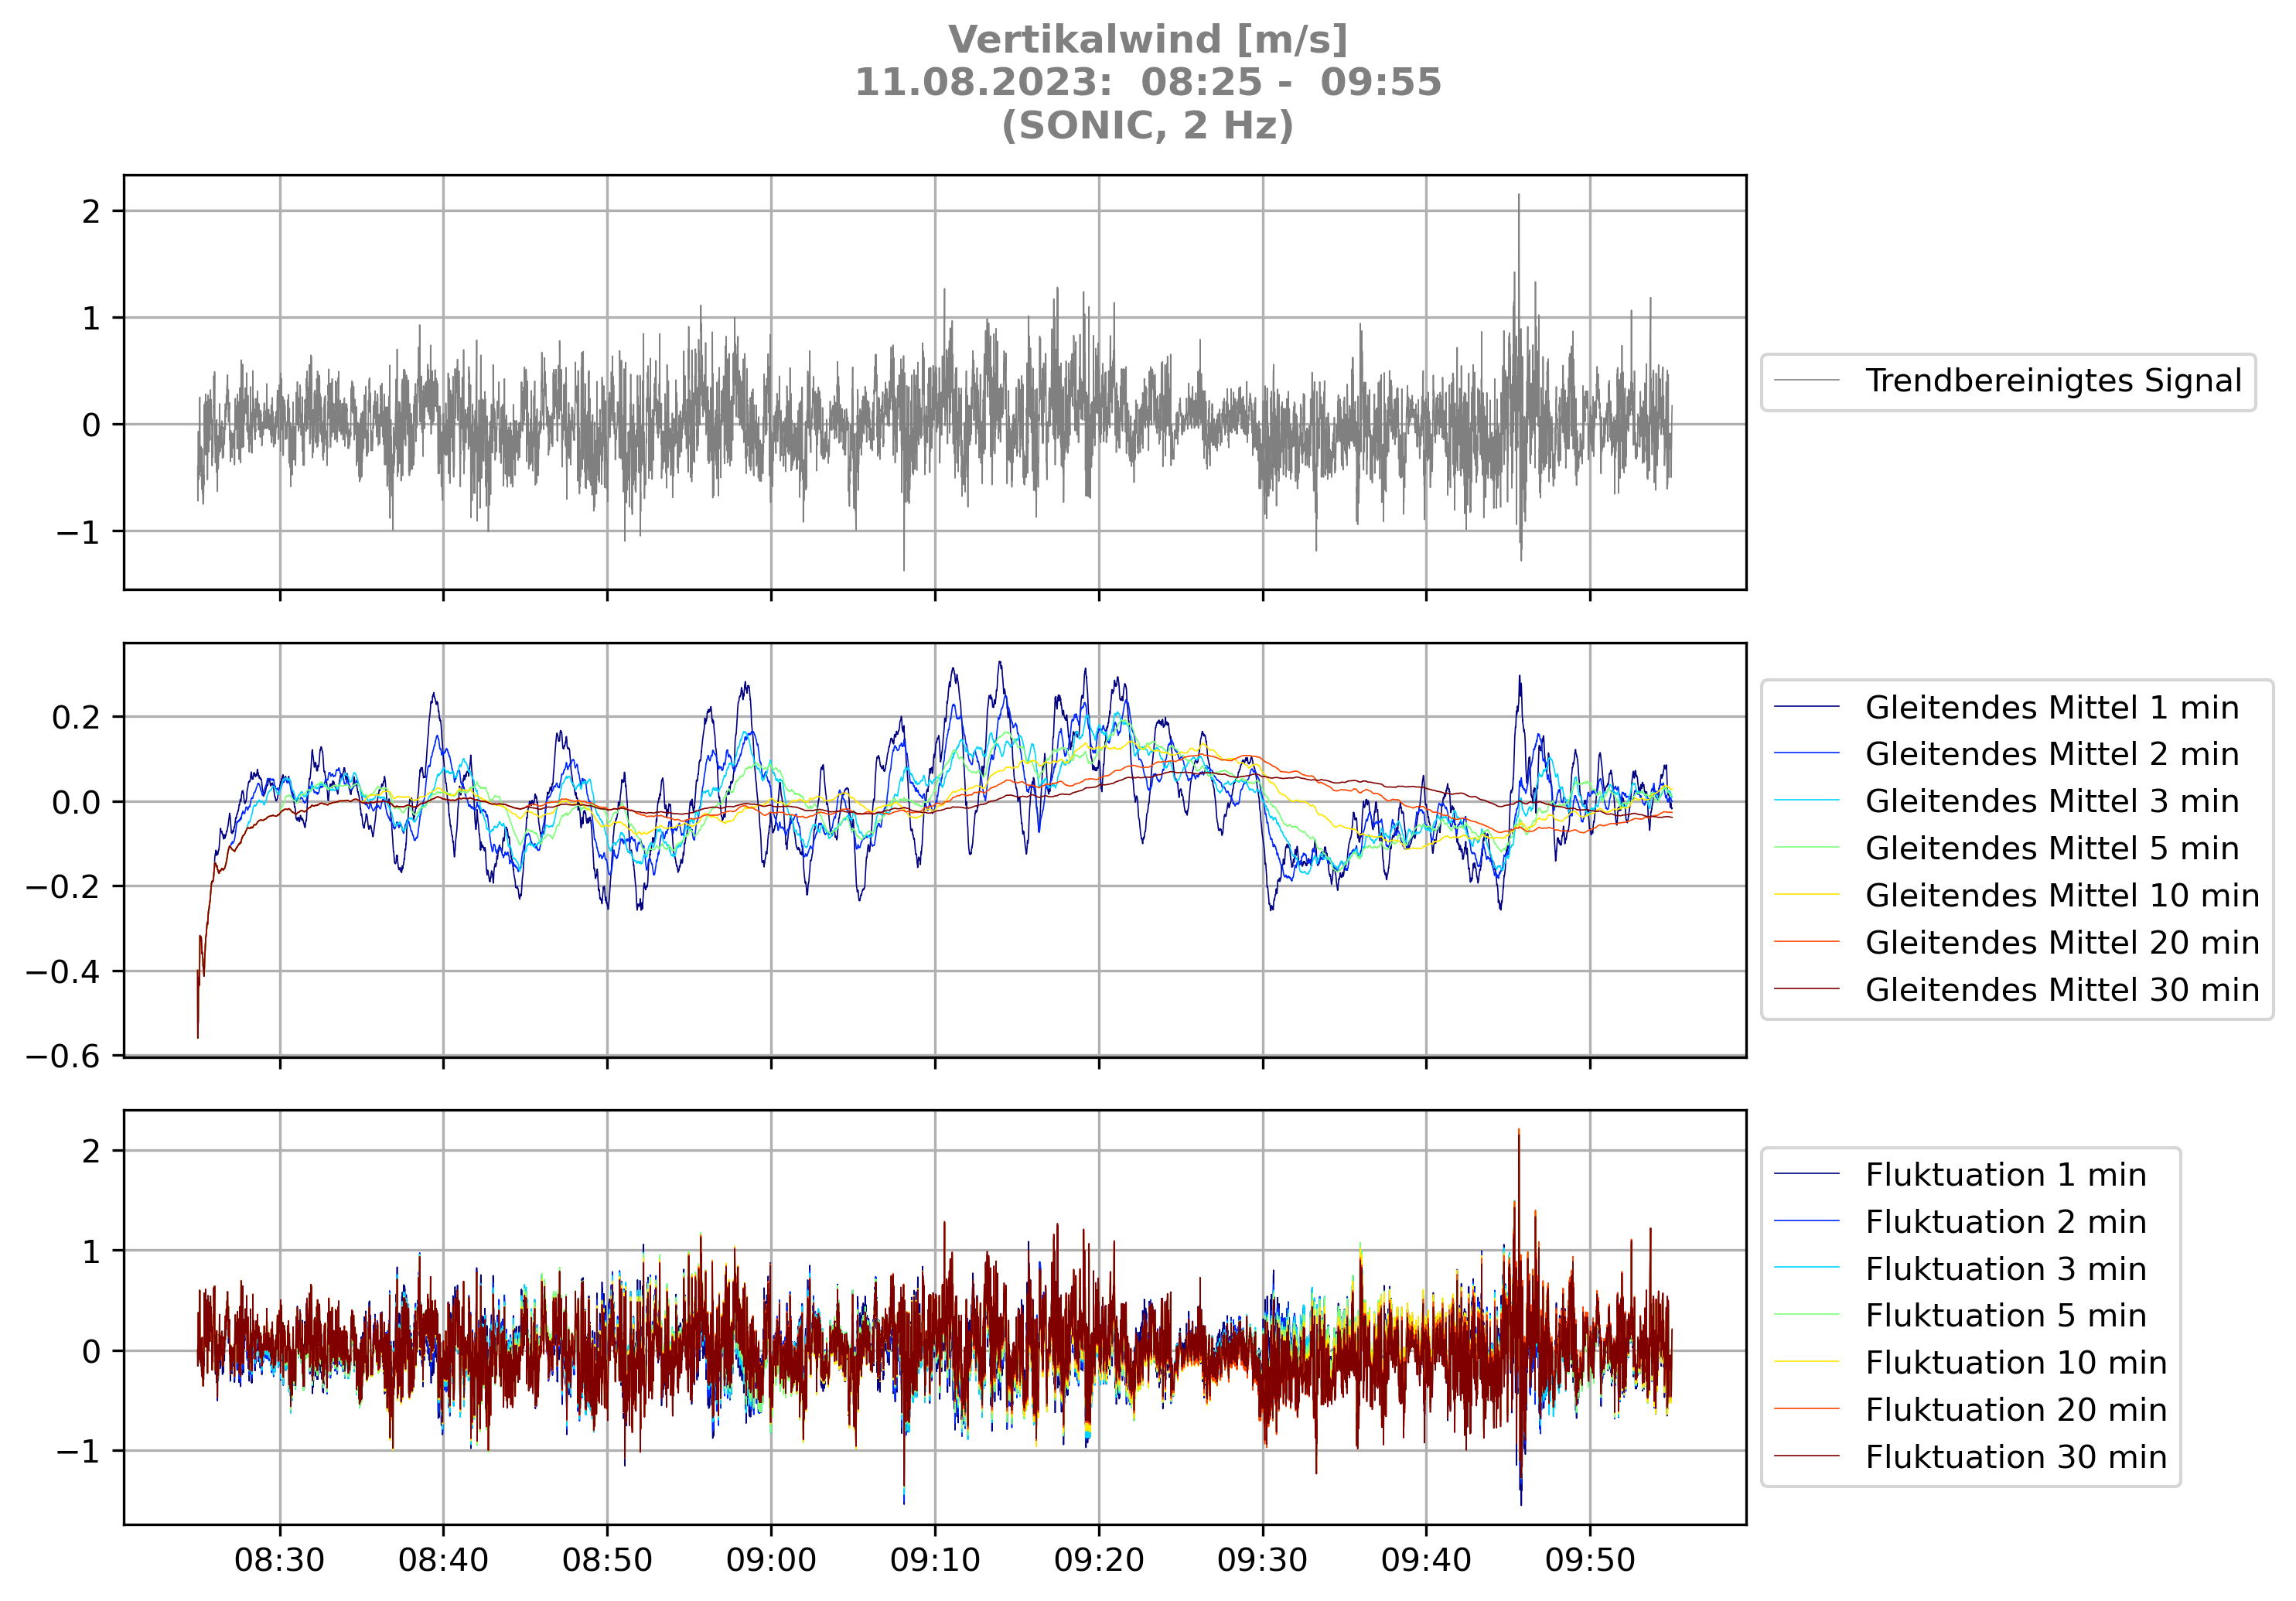 Vertikalwind [m/s]
11.08.2023:  08:25 -  09:55
(SONIC, 2 Hz)
2
1
0
−1
Trendbereinigtes Signal
0.2
0.0
−0.2
−0.4
−0.6
Gleitendes Mittel 1 min
Gleitendes Mittel 2 min
Gleitendes Mittel 3 min
Gleitendes Mittel 5 min
Gleitendes Mittel 10 min
Gleitendes Mittel 20 min
Gleitendes Mittel 30 min
2
1
0
−1
Fluktuation 1 min
Fluktuation 2 min
Fluktuation 3 min
Fluktuation 5 min
Fluktuation 10 min
Fluktuation 20 min
Fluktuation 30 min
08:30 08:40 08:50 09:00 09:10 09:20 09:30 09:40 09:50